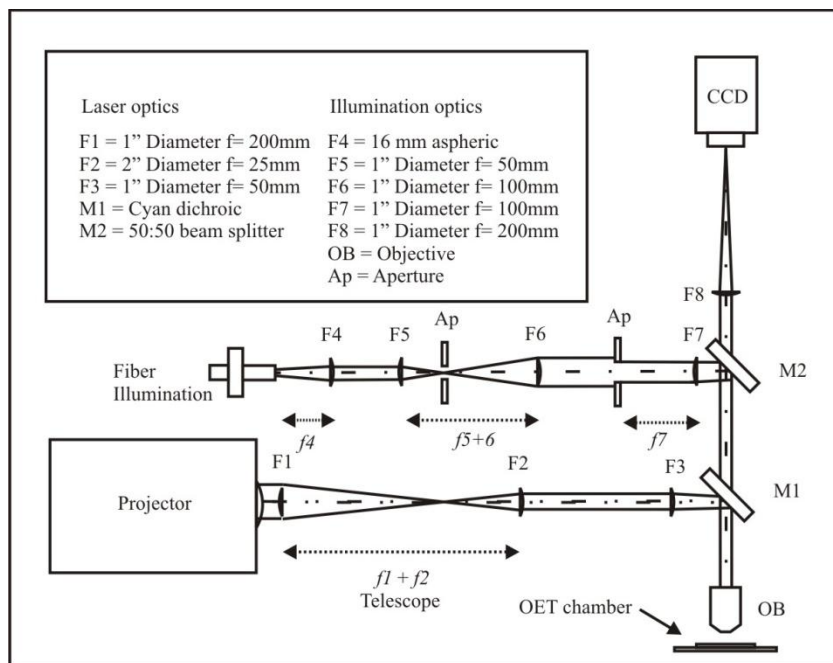 CCD
Laser optics
F1 = 1” Diameter f= 200mm
F2 = 2” Diameter f= 25mm
F3 = 1” Diameter f= 50mm
M1 = Cyan dichroic
M2 = 50:50 beam splitter
Illumination optics
F4 = 16 mm aspheric
F5 = 1” Diameter f= 50mm
F6 = 1” Diameter f= 100mm
F7 = 1” Diameter f= 100mm
F8 = 1” Diameter f= 200mm
OB = Objective
Ap = Aperture
F8
Ap
Ap
F4
F5
F6
F7
Fiber
Illumination
M2
f4
f5+6
f7
F1
F2
F3
M1
Projector
f1 + f2
Telescope
OET chamber
OB